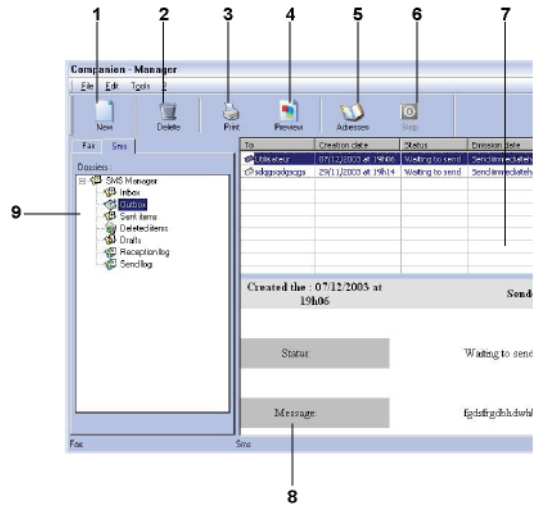 1 2 3 4 5 6 7
Companion - Manager
File Edit Tools ?
New Delete Print Preview Adresses Stop
Fax Sms
To Creation date Status Emission date
Dossiers :
Utilisateur 07/12/2003 at 19h06 Waiting to send Send immediately
sdgqsqdgsqgs 29/11/2003 at 19h14 Waiting to send Send immediately
SMS Manager
Inbox
Outbox
Sent items
Deleted items
Drafts
Reception log
Send log
9
Created the : 07/12/2003 at
19h06
Send
Status: Waiting to send
Message:
Fax Sms
8